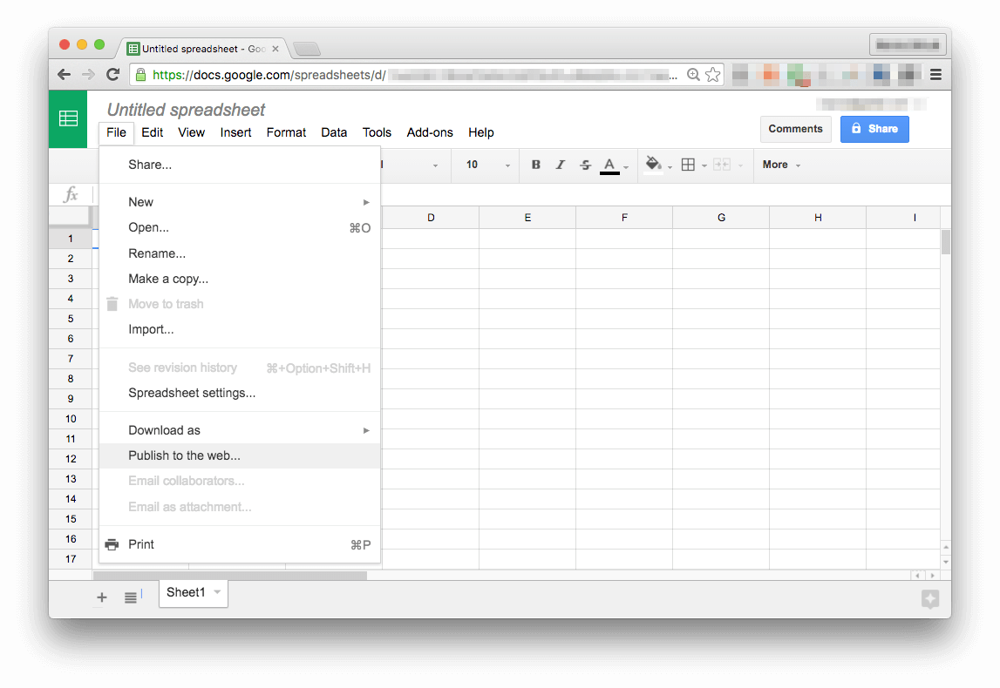 Untitled spreadsheet - Goo
https://docs.google.com/spreadsheets/d/ ...
Untitled spreadsheet
File Edit View Insert Format Data Tools Add-ons Help
Comments Share
10 B I S A More
fx
Share...
New
Open... ⌘O
Rename...
Make a copy...
Move to trash
Import...
See revision history ⌘+Option+Shift+H
Spreadsheet settings...
Download as
Publish to the web...
Email collaborators...
Email as attachment...
Print ⌘P
D E F G H I
1
2
3
4
5
6
7
8
9
10
11
12
13
14
15
16
17
Sheet1